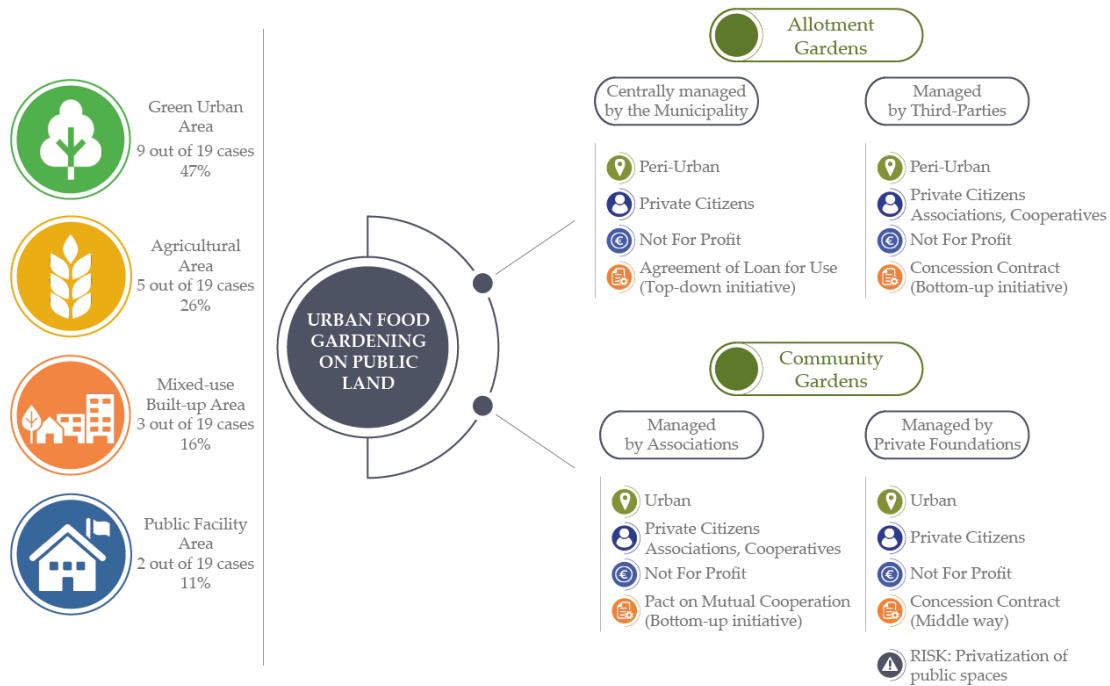 Green Urban
Area
9 out of 19 cases
47%
Agricultural
Area
5 out of 19 cases
26%
Mixed-use
Built-up Area
3 out of 19 cases
16%
Public Facility
Area
2 out of 19 cases
11%
URBAN FOOD
GARDENING
ON PUBLIC
LAND
Allotment
Gardens
Centrally managed
by the Municipality
Peri-Urban
Private Citizens
Not For Profit
Agreement of Loan for Use
(Top-down initiative)
Managed
by Third-Parties
Peri-Urban
Private Citizens
Associations, Cooperatives
Not For Profit
Concession Contract
(Bottom-up initiative)
Community
Gardens
Managed
by Associations
Urban
Private Citizens
Associations, Cooperatives
Not For Profit
Pact on Mutual Cooperation
(Bottom-up initiative)
Managed by
Private Foundations
Urban
Private Citizens
Not For Profit
Concession Contract
(Middle way)
RISK: Privatization of
public spaces